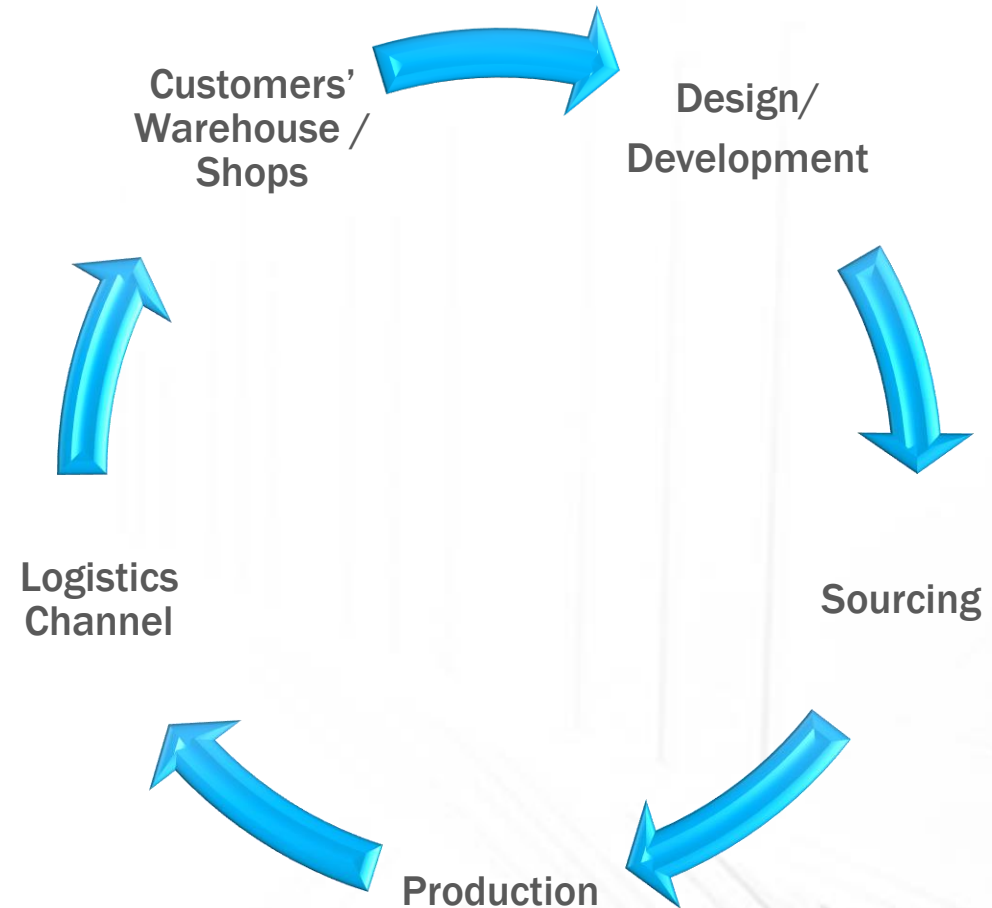 Customers’
Warehouse /
Shops
Design/
Development
Sourcing
Production
Logistics
Channel